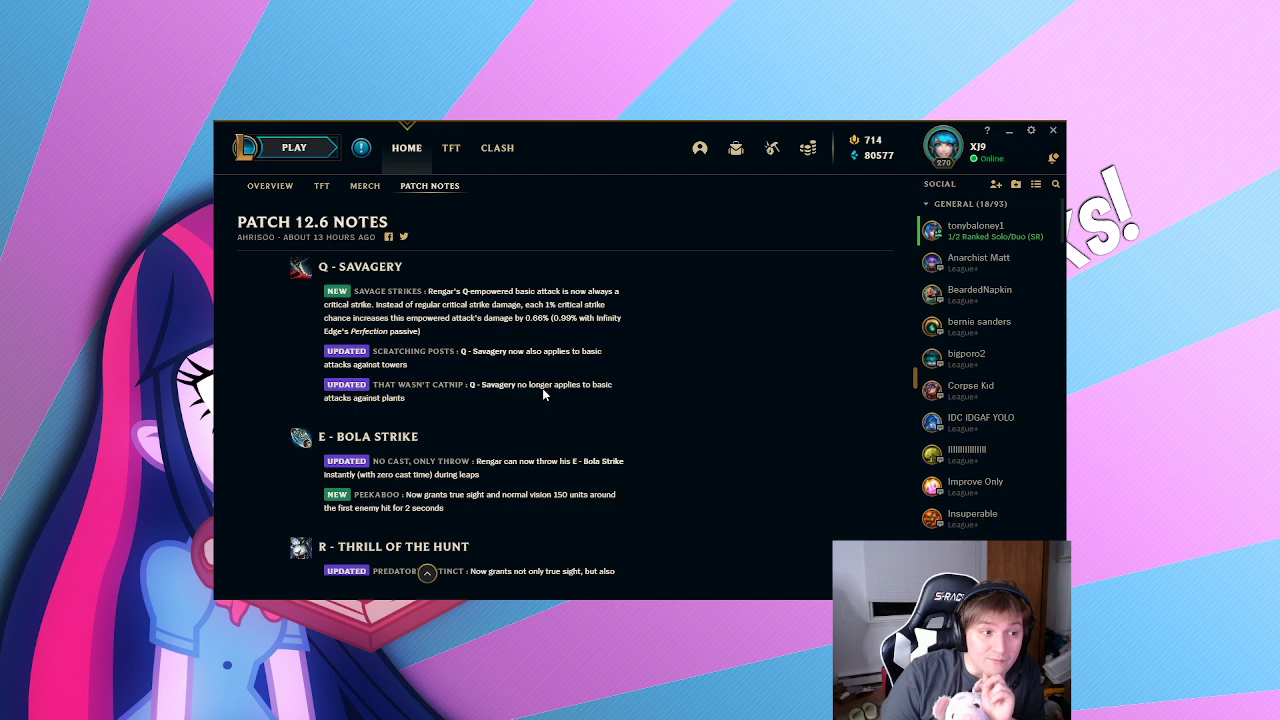 PLAY
HOME
TFT
CLASH
714
80577
270
?
XJ9
Online
OVERVIEW
TFT
MERCH
PATCH NOTES
SOCIAL
PATCH 12.6 NOTES
AHRISOO - ABOUT 13 HOURS AGO
Q - SAVAGERY
NEW SAVAGE STRIKES : Rengar's Q-empowered basic attack is now always a
critical strike. Instead of regular critical strike damage, each 1% critical strike
chance increases this empowered attack's damage by 0.66% (0.99% with Infinity
Edge's Perfection passive)
UPDATED SCRATCHING POSTS : Q - Savagery now also applies to basic
attacks against towers
UPDATED THAT WASN'T CATNIP : Q - Savagery no longer applies to basic
attacks against plants
E - BOLA STRIKE
UPDATED NO CAST, ONLY THROW : Rengar can now throw his E - Bola Strike
instantly (with zero cast time) during leaps
NEW PEEKABOO : Now grants true sight and normal vision 150 units around
the first enemy hit for 2 seconds
R - THRILL OF THE HUNT
UPDATED PREDATOR TINCT : Now grants not only true sight, but also
GENERAL (18/93)
tonybaloney1
1/2 Ranked Solo/Duo (SR)
Anarchist Matt
League+
BeardedNapkin
League+
bernie sanders
League+
bigporo2
League+
Corpse Kid
League+
IDC IDGAF YOLO
League+
League+
Improve Only
League+
Insuperable
League+
ks!
S-RAC